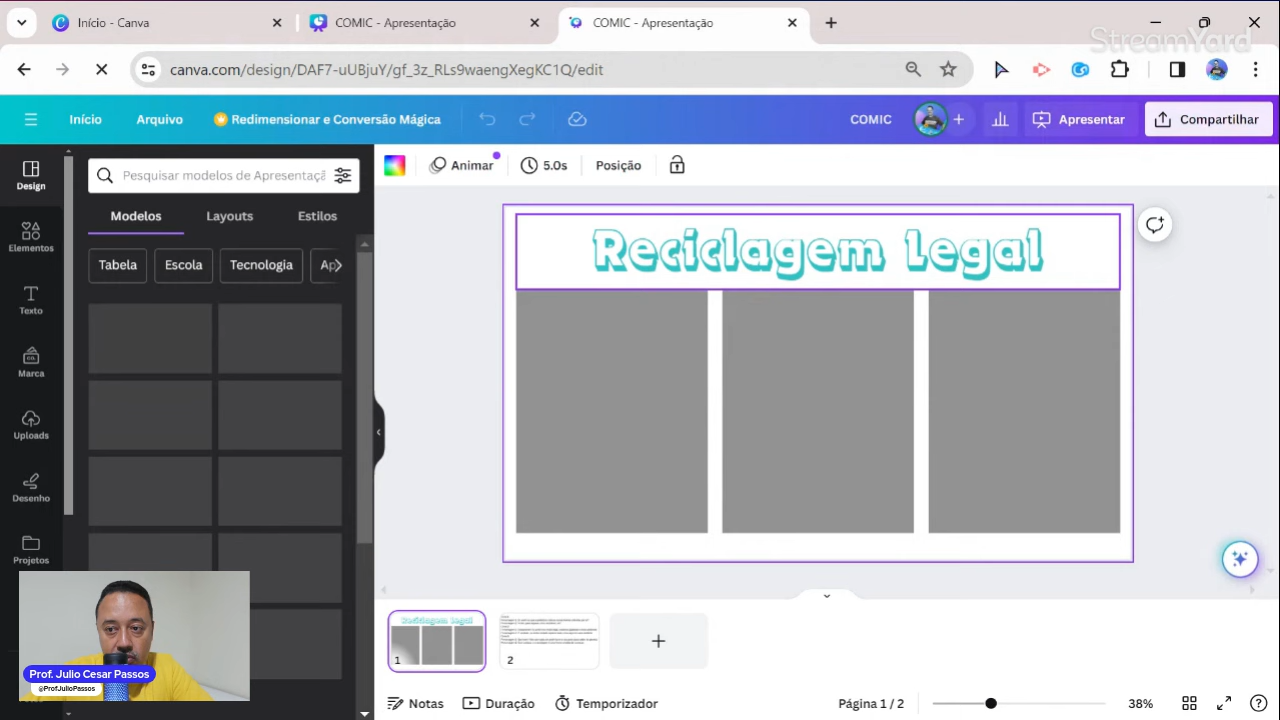 Início - Canva
COMIC - Apresentação
COMIC - Apresentação
StreamYard
canva.com/design/DAF7-uUBjuY/gf_3z_RLs9waengXegKC1Q/edit
Início
Arquivo
Redimensionar e Conversão Mágica
COMIC
Apresentar
Compartilhar
Design
Pesquisar modelos de Apresentaçã
Animar
5.0s
Posição
Modelos
Layouts
Estilos
Elementos
Tabela
Escola
Tecnologia
Ap
Reciclagem Legal
Texto
Marca
Uploads
Desenho
Projetos
Reciclagem Legal
1
2
Prof. Julio Cesar Passos
@ProfJulioPassos
Notas
Duração
Temporizador
Página 1 / 2
38%